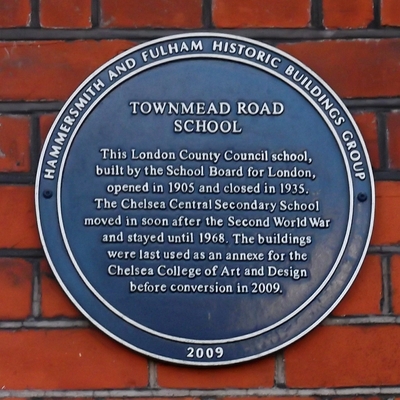 HAMMERSMITH AND FULHAM HISTORIC BUILDINGS GROUP
TOWNMEAD ROAD
SCHOOL
This London County Council school,
built by the School Board for London,
opened in 1905 and closed in 1935.
The Chelsea Central Secondary School
moved in soon after the Second World War
and stayed until 1968. The buildings
were last used as an annexe for the
Chelsea College of Art and Design
before conversion in 2009.
2009